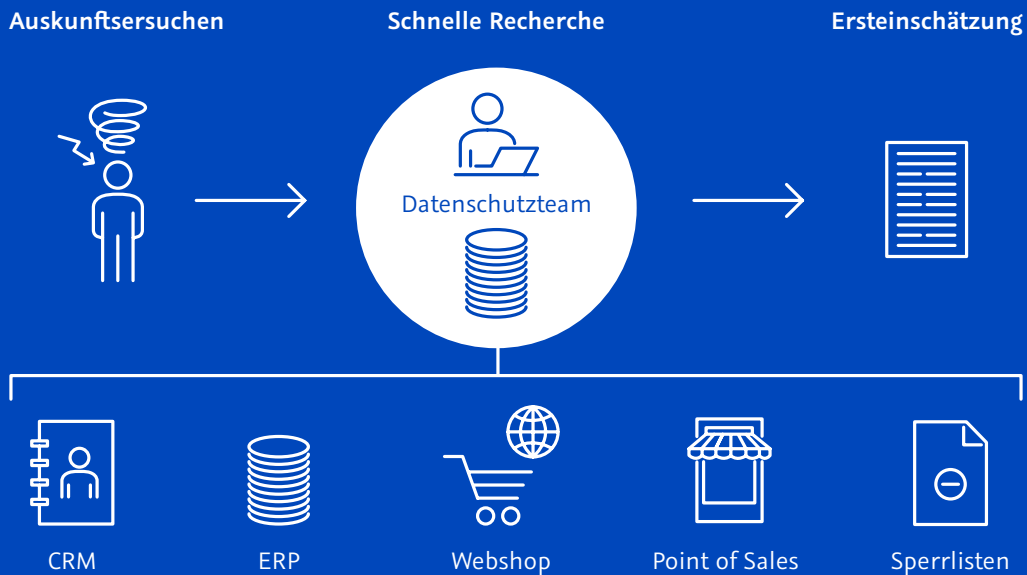 Auskunftsersuchen
Schnelle Recherche
Ersteinschätzung
Datenschutzteam
CRM
ERP
Webshop
Point of Sales
Sperrlisten